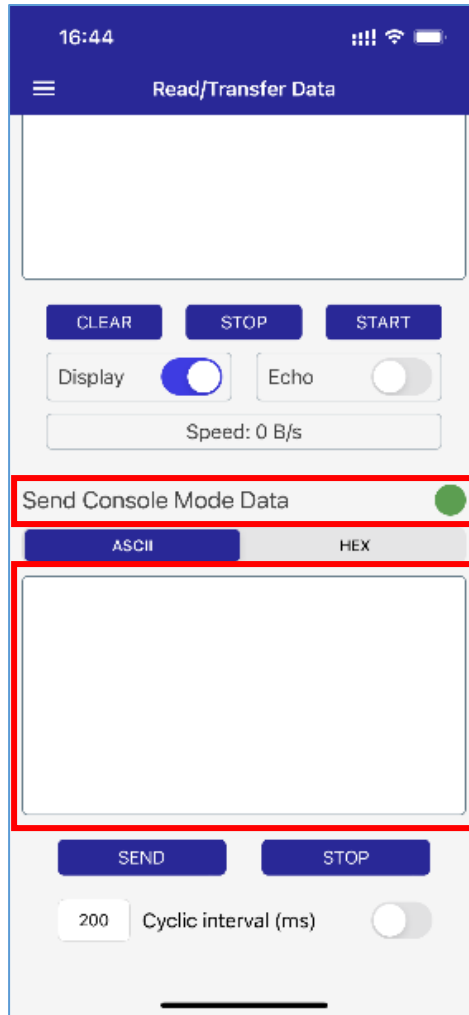 16:44
Read/Transfer Data
CLEAR STOP START
Display Echo
Speed: 0 B/s
Send Console Mode Data
ASCII HEX
SEND STOP
200 Cyclic interval (ms)